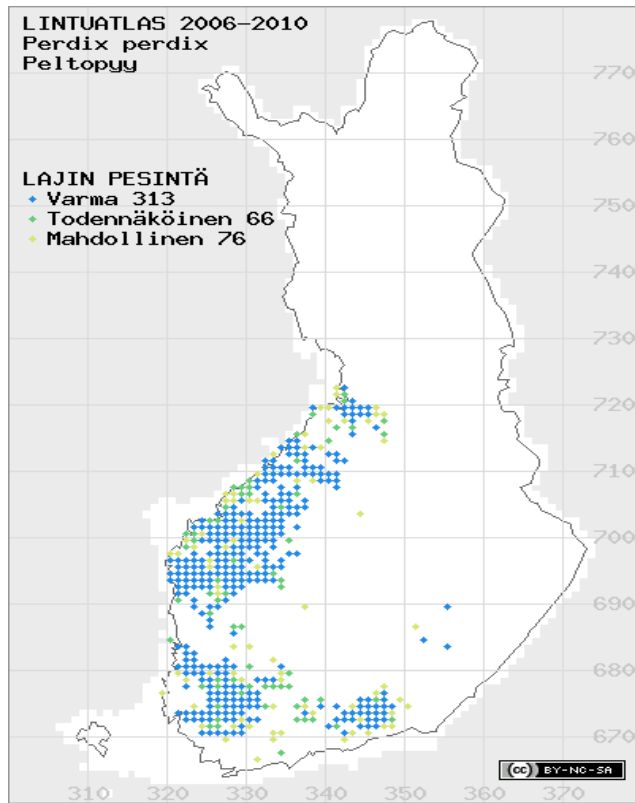 LINTUATLAS 2006-2010
Perdix perdix
Peltopyy
LAJIN PESINTÄ
Varma 313
Todennäköinen 66
Mahdollinen 76
770
760
750
740
730
720
710
700
690
680
670
310 320 330 340 350 360 370
(cc) BY-NC-SA